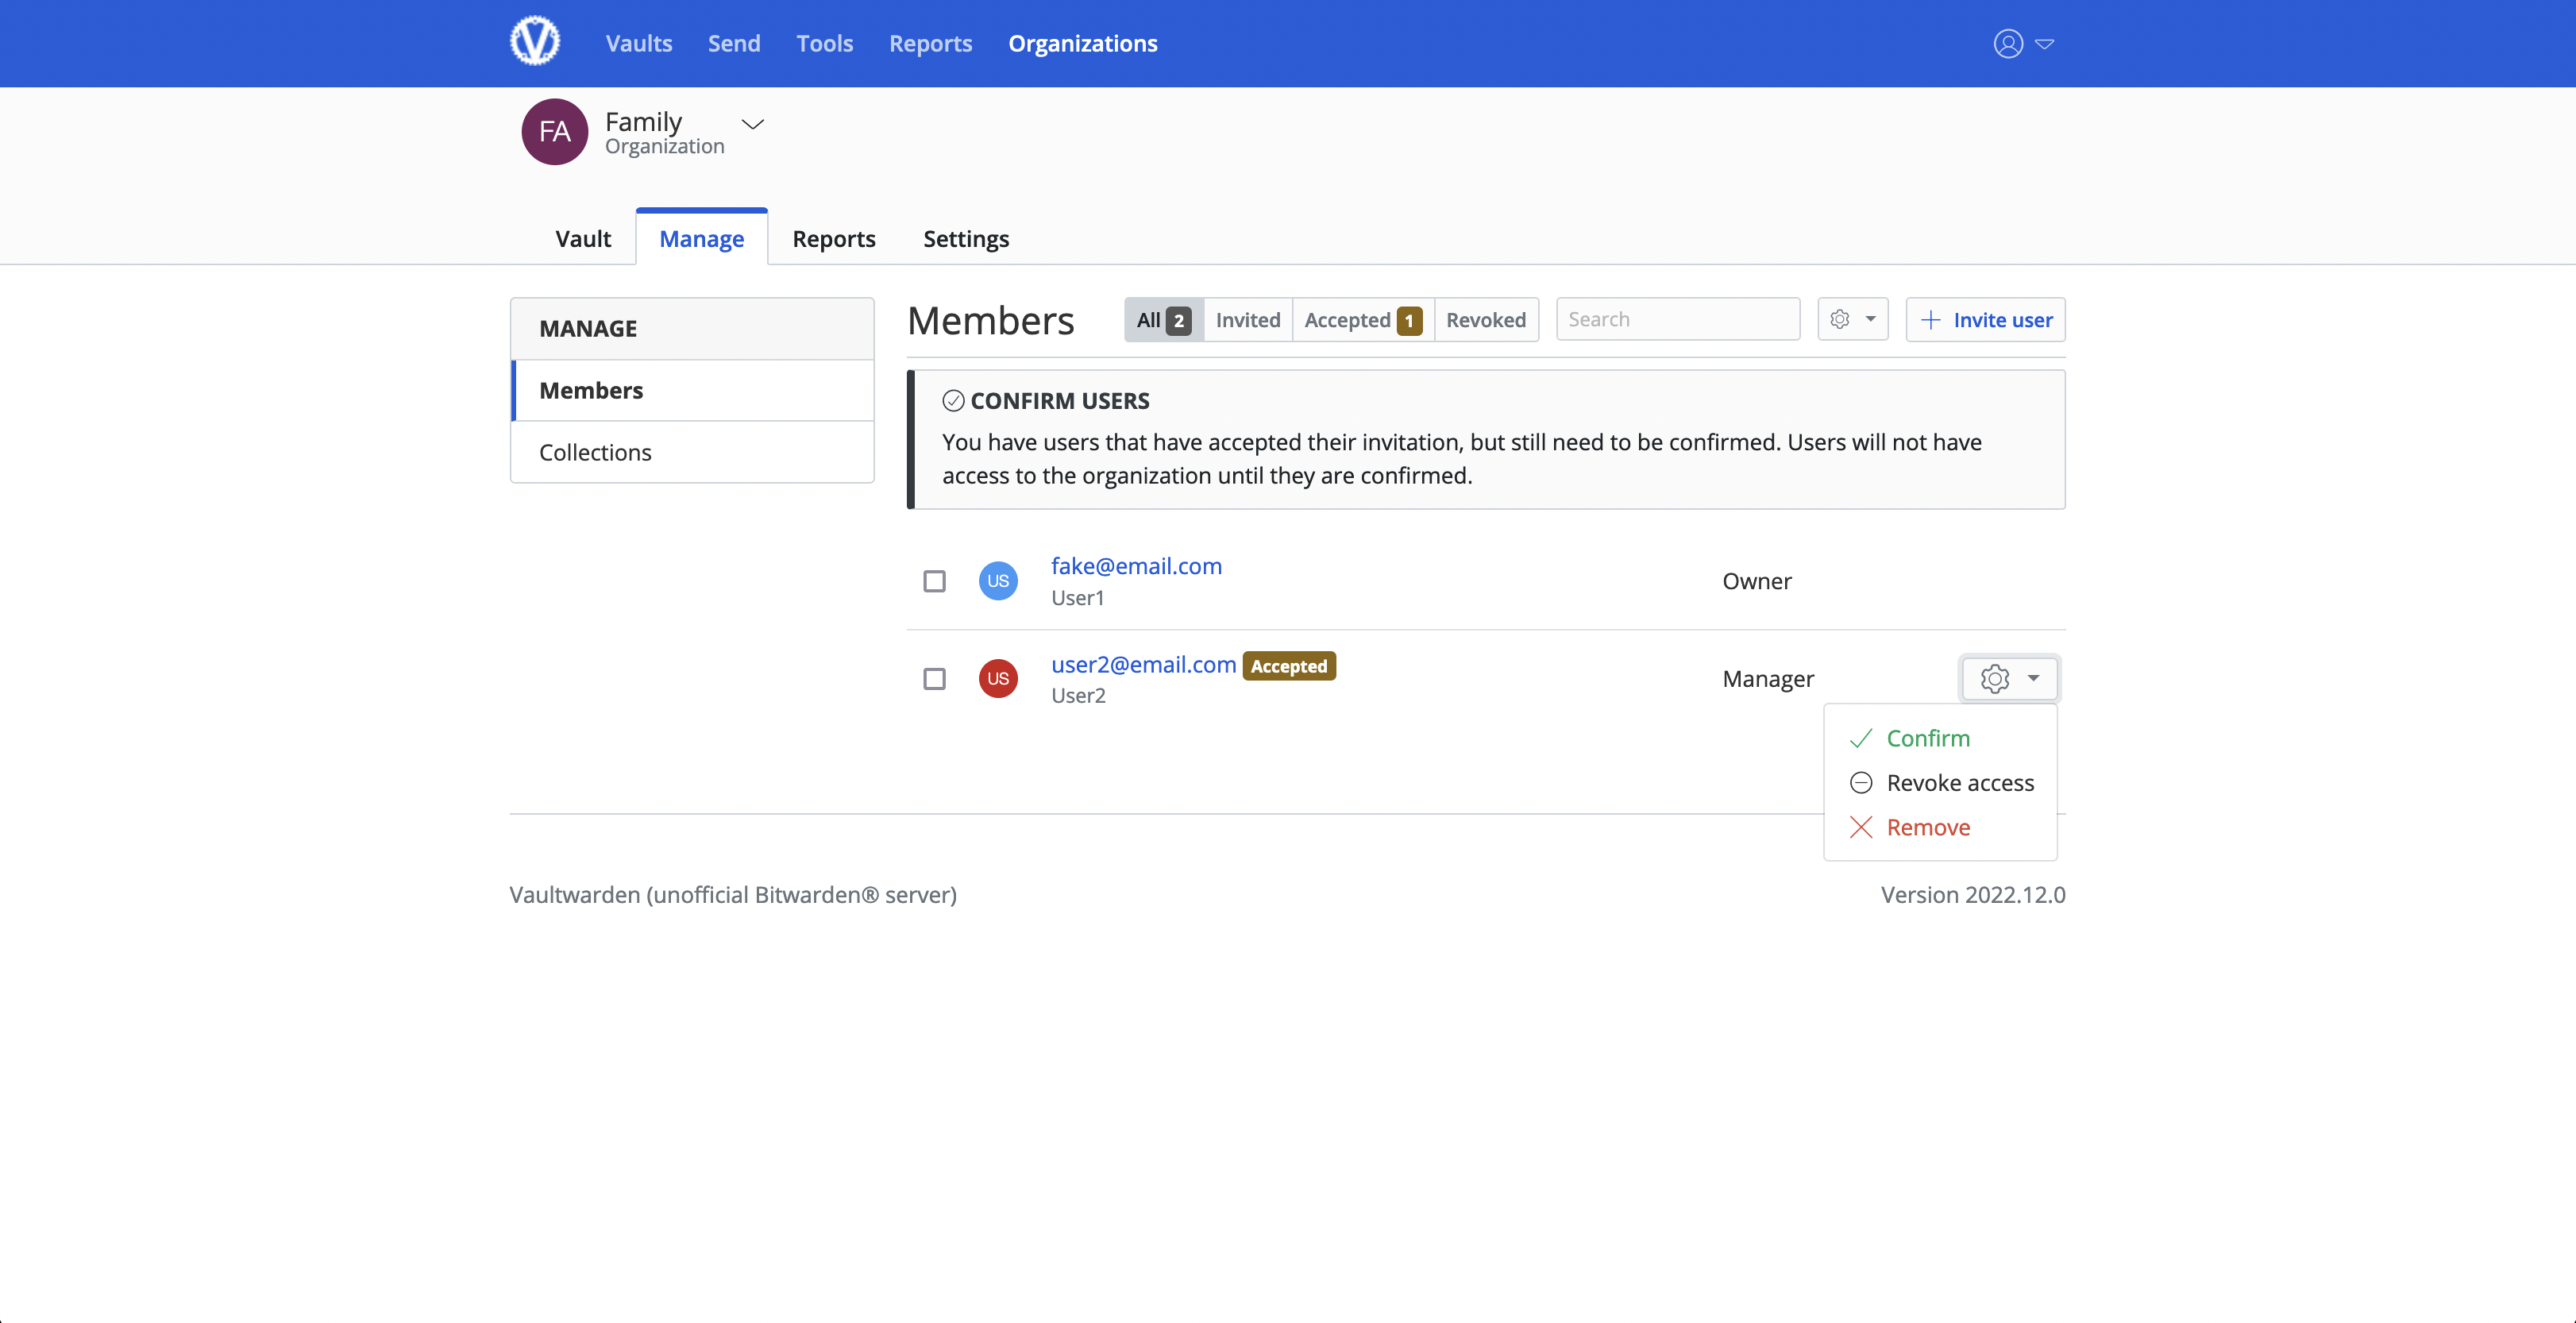 V Vaults Send Tools Reports Organizations
FA Family
Organization
Vault Manage Reports Settings
MANAGE
Members
Collections
Members All 2 Invited Accepted 1 Revoked Search Invite user
CONFIRM USERS
You have users that have accepted their invitation, but still need to be confirmed. Users will not have
access to the organization until they are confirmed.
US fake@email.com Owner
User1
US user2@email.com Accepted Manager
User2
Confirm
Revoke access
Remove
Vaultwarden (unofficial Bitwarden® server) Version 2022.12.0